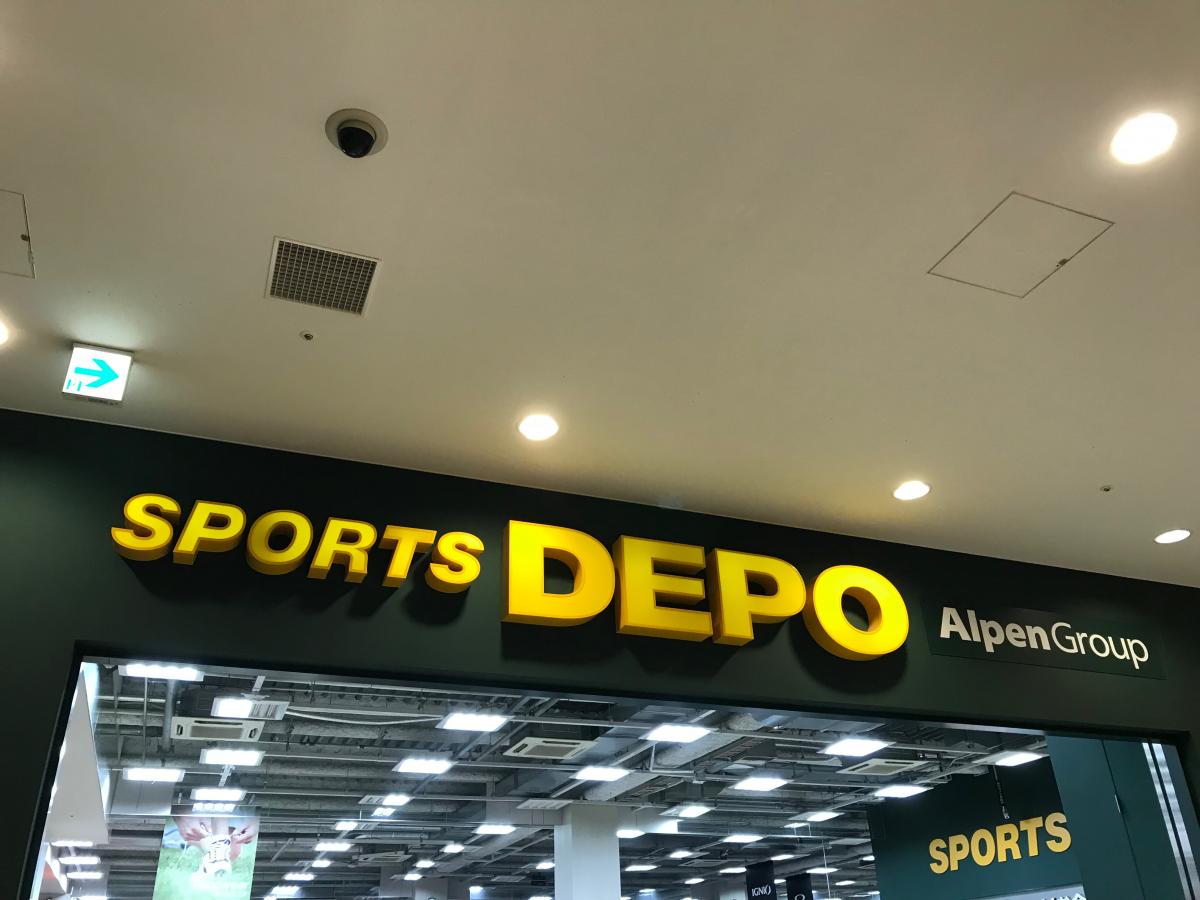 SPORTS DEPO
Alpen Group
SPORTS
IGNIO